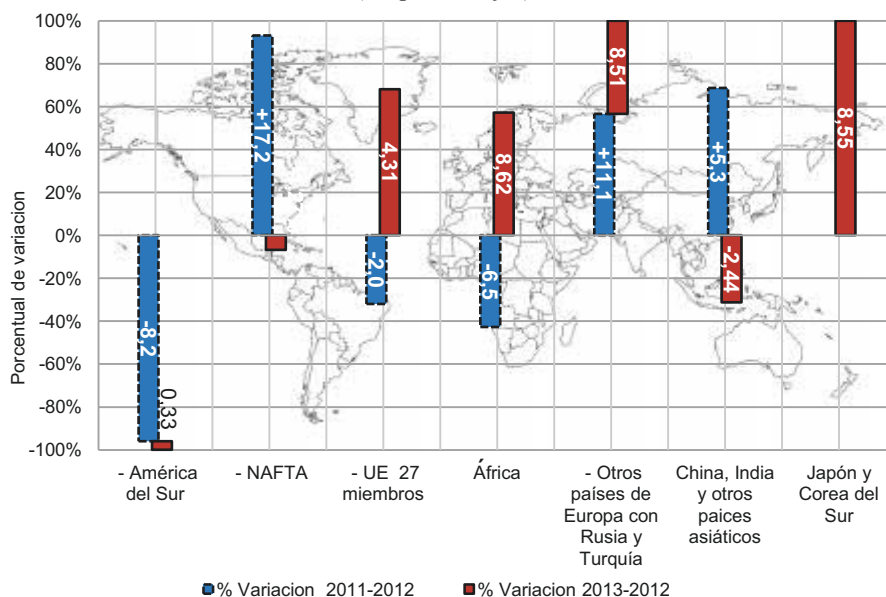 100%
80%
60%
40%
20%
0%
-20%
-40%
-60%
-80%
-100%
Porcentual de variacion
-8,2
0,33
+17,2
-2.0
4,31
-6,5
8,62
+11,1
8,51
+5,3
-2,44
8,55
- América
del Sur
- NAFTA
- UE 27
miembros
África
- Otros
países de
Europa con
Rusia y
Turquía
China, India
y otros
paices
asiáticos
Japón y
Corea del
Sur
% Variacion 2011-2012
% Variacion 2013-2012